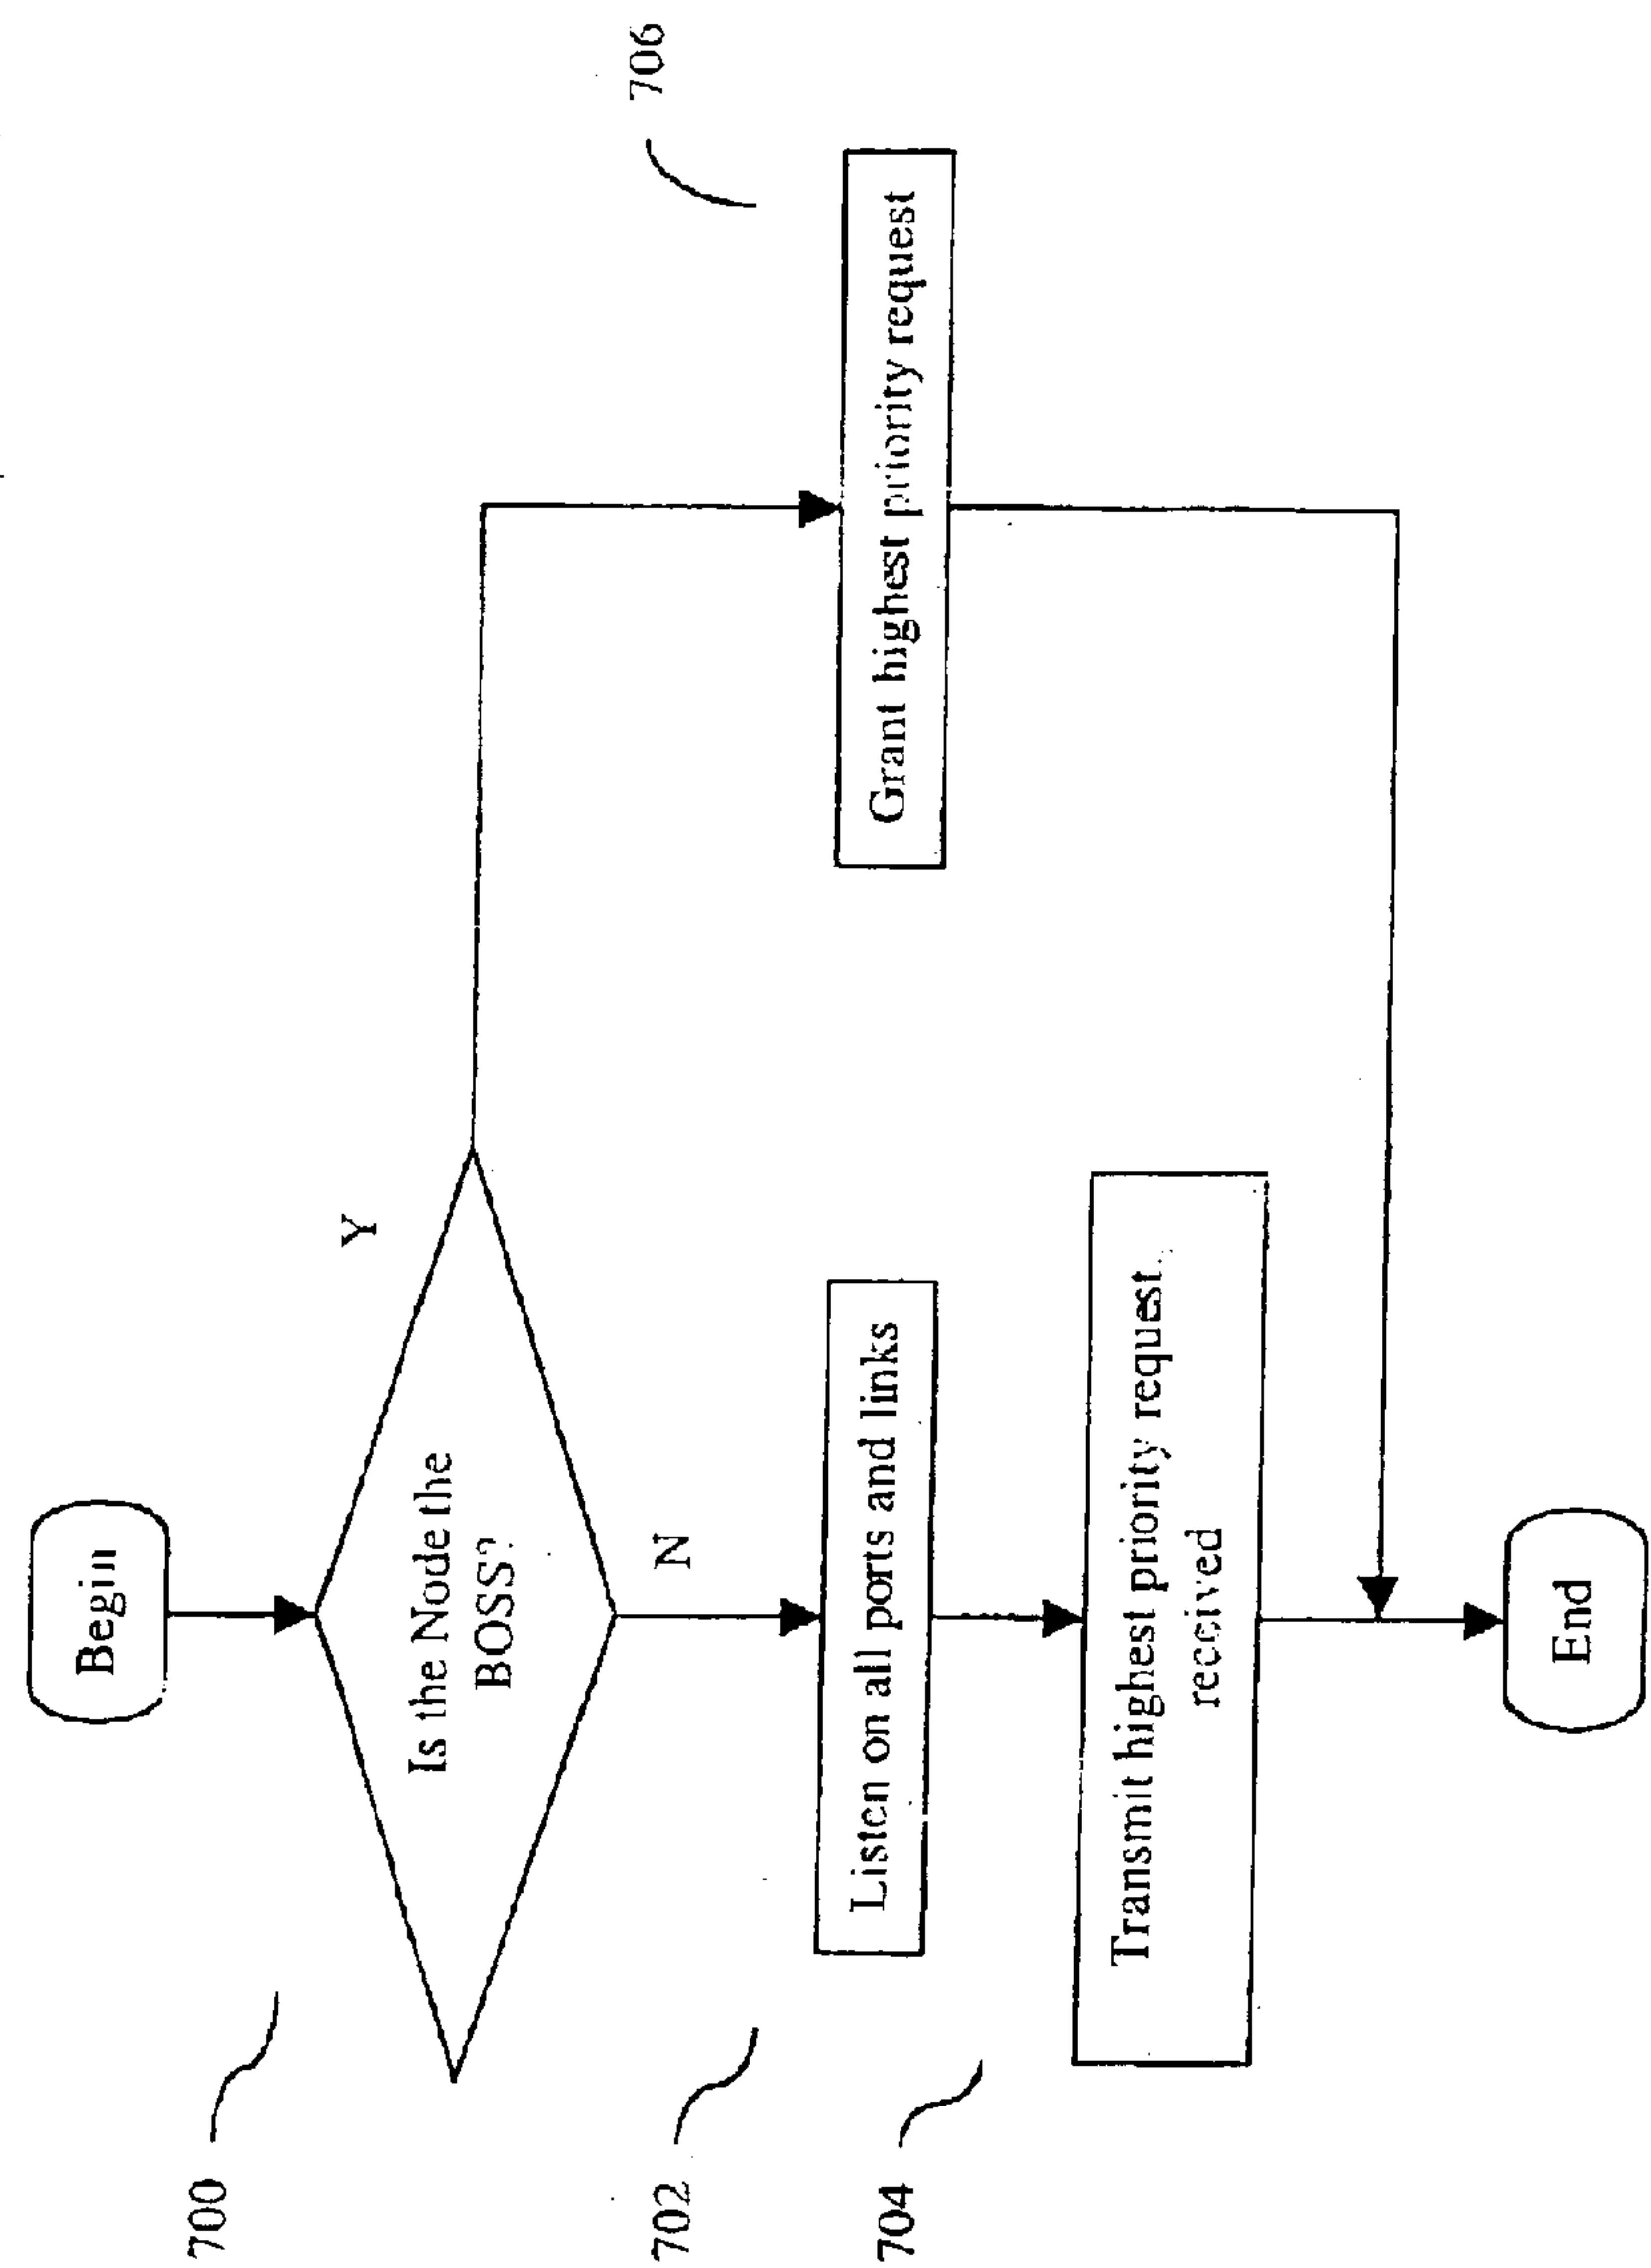 Begin
700
Is the Node the
BOSS?
Y
N
702
Listen on all ports and links
706
Grant highest priority request
704
Transmit highest priority request
received
End